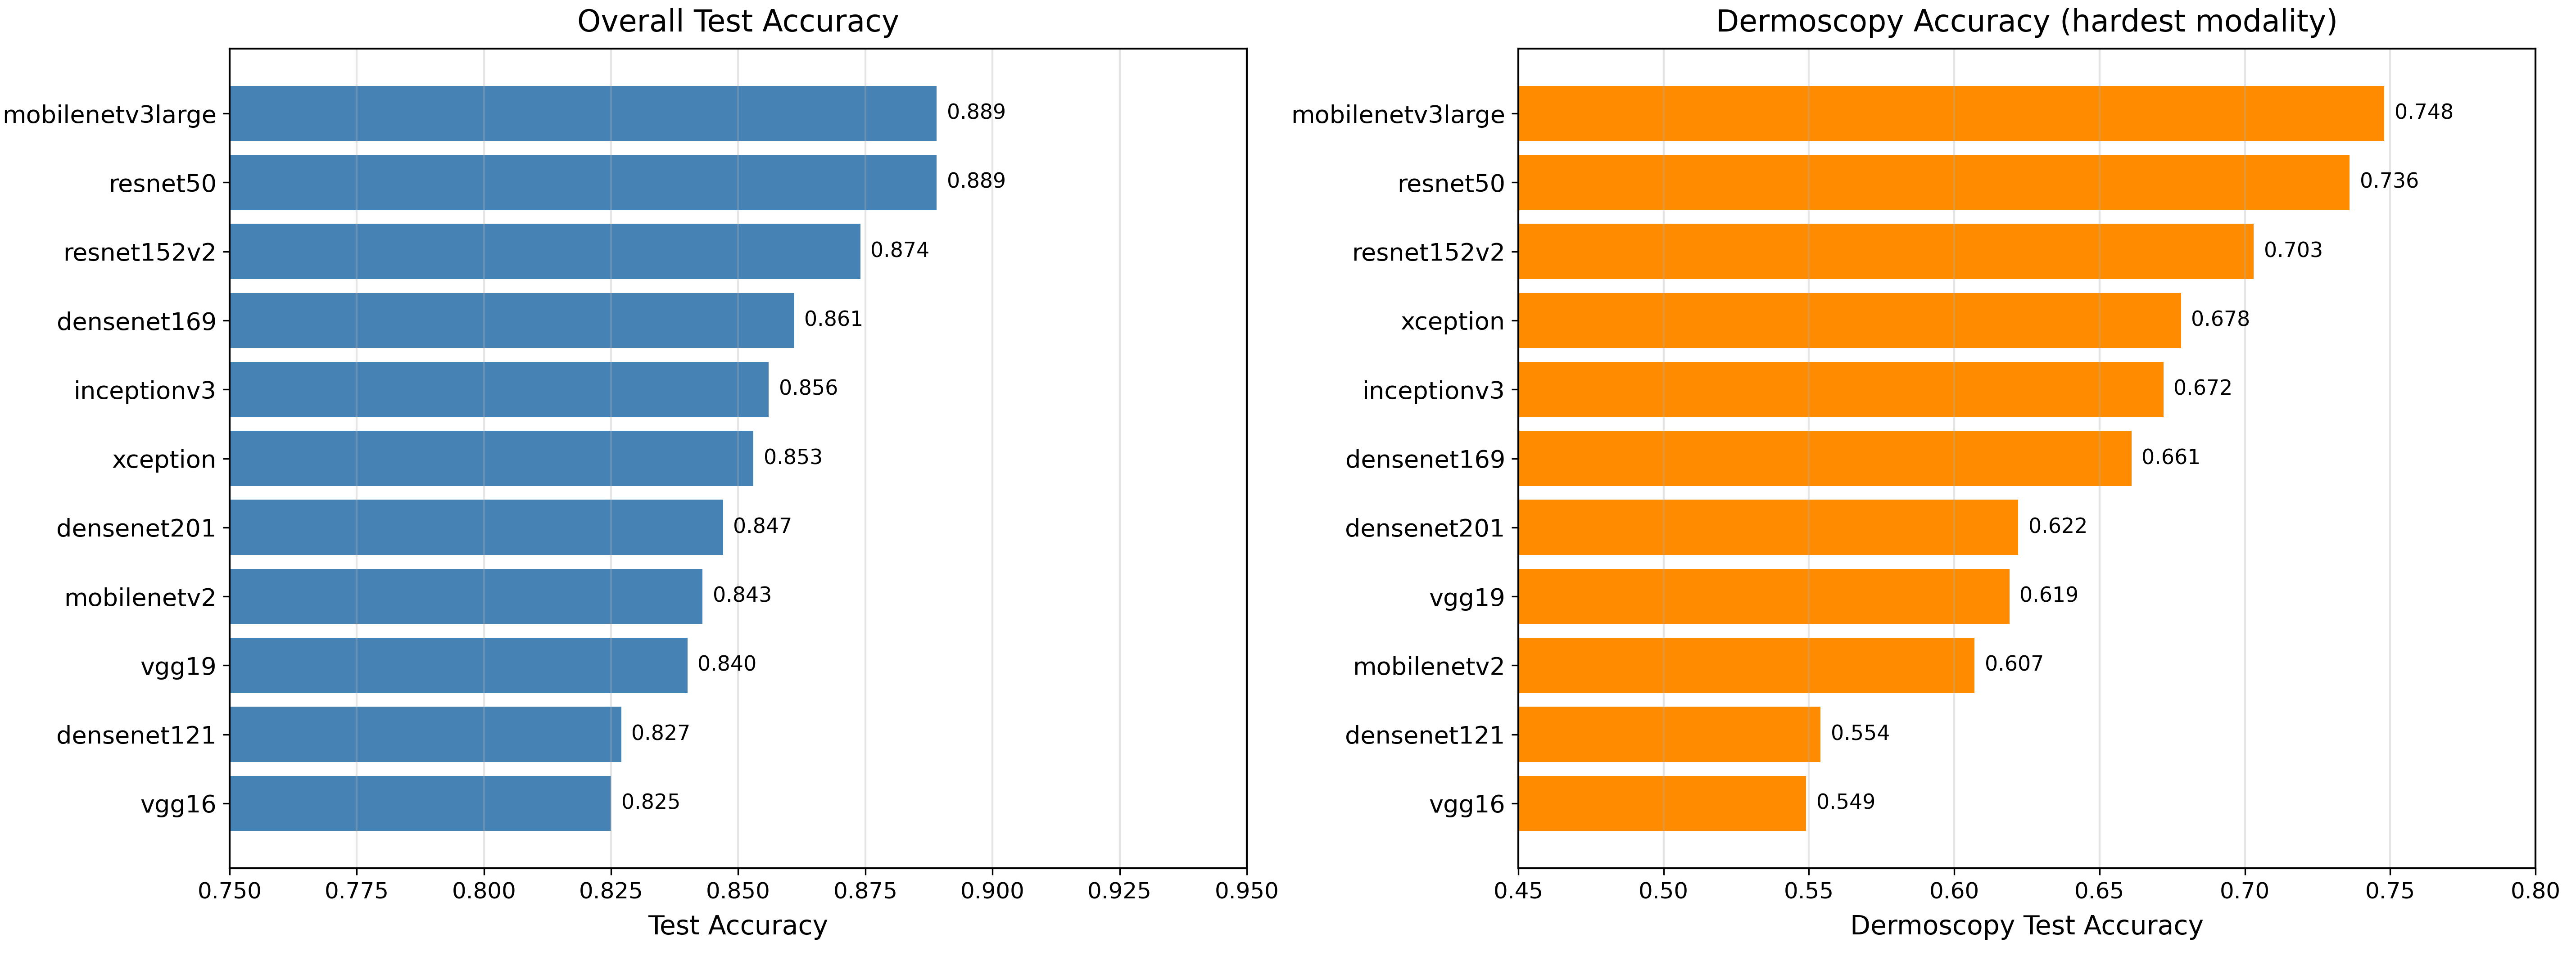 Overall Test Accuracy
mobilenetv3large 0.889
resnet50 0.889
resnet152v2 0.874
densenet169 0.861
inceptionv3 0.856
xception 0.853
densenet201 0.847
mobilenetv2 0.843
vgg19 0.840
densenet121 0.827
vgg16 0.825
0.750 0.775 0.800 0.825 0.850 0.875 0.900 0.925 0.950
Test Accuracy
Dermoscopy Accuracy (hardest modality)
mobilenetv3large 0.748
resnet50 0.736
resnet152v2 0.703
xception 0.678
inceptionv3 0.672
densenet169 0.661
densenet201 0.622
vgg19 0.619
mobilenetv2 0.607
densenet121 0.554
vgg16 0.549
0.45 0.50 0.55 0.60 0.65 0.70 0.75 0.80
Dermoscopy Test Accuracy